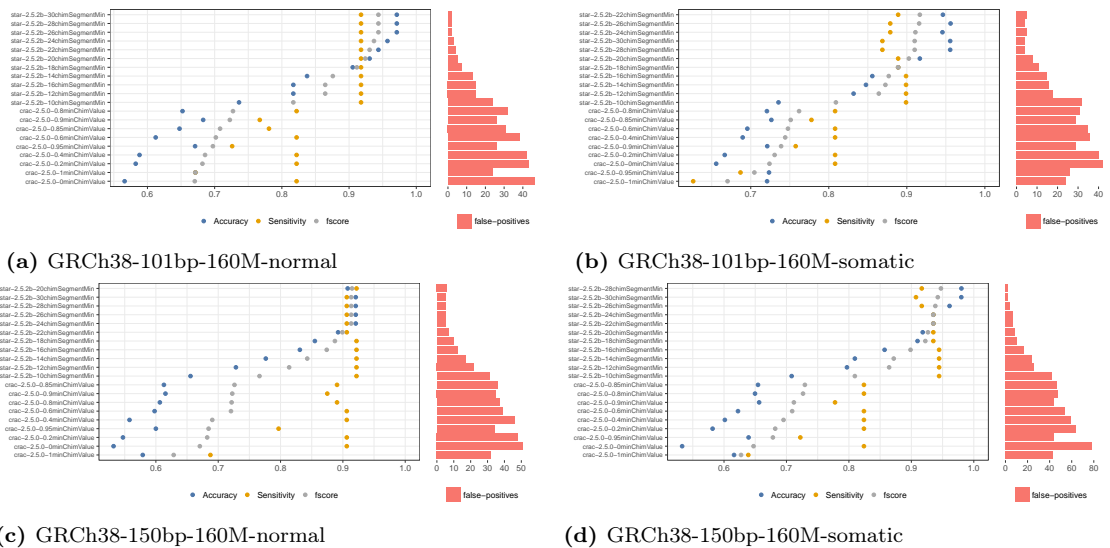 star−2.5.2b−30chimSegmentMin
star−2.5.2b−28chimSegmentMin
star−2.5.2b−26chimSegmentMin
star−2.5.2b−24chimSegmentMin
star−2.5.2b−22chimSegmentMin
star−2.5.2b−20chimSegmentMin
star−2.5.2b−18chimSegmentMin
star−2.5.2b−14chimSegmentMin
star−2.5.2b−16chimSegmentMin
star−2.5.2b−12chimSegmentMin
star−2.5.2b−10chimSegmentMin
crac−2.5.0−0.8minChimValue
crac−2.5.0−0.9minChimValue
crac−2.5.0−0.85minChimValue
crac−2.5.0−0.6minChimValue
crac−2.5.0−0.95minChimValue
crac−2.5.0−0.4minChimValue
crac−2.5.0−0.2minChimValue
crac−2.5.0−1minChimValue
crac−2.5.0−0minChimValue
0.6 0.7 0.8 0.9 1.0
0 10 20 30 40
Accuracy Sensitivity fscore
false−positives
(a) GRCh38-101bp-160M-normal
star−2.5.2b−22chimSegmentMin
star−2.5.2b−26chimSegmentMin
star−2.5.2b−24chimSegmentMin
star−2.5.2b−30chimSegmentMin
star−2.5.2b−28chimSegmentMin
star−2.5.2b−20chimSegmentMin
star−2.5.2b−18chimSegmentMin
star−2.5.2b−16chimSegmentMin
star−2.5.2b−14chimSegmentMin
star−2.5.2b−12chimSegmentMin
star−2.5.2b−10chimSegmentMin
crac−2.5.0−0.8minChimValue
crac−2.5.0−0.85minChimValue
crac−2.5.0−0.6minChimValue
crac−2.5.0−0.4minChimValue
crac−2.5.0−0.9minChimValue
crac−2.5.0−0.2minChimValue
crac−2.5.0−0minChimValue
crac−2.5.0−0.95minChimValue
crac−2.5.0−1minChimValue
0.7 0.8 0.9 1.0
0 10 20 30 40
Accuracy Sensitivity fscore
false−positives
(b) GRCh38-101bp-160M-somatic
star−2.5.2b−20chimSegmentMin
star−2.5.2b−30chimSegmentMin
star−2.5.2b−28chimSegmentMin
star−2.5.2b−26chimSegmentMin
star−2.5.2b−24chimSegmentMin
star−2.5.2b−22chimSegmentMin
star−2.5.2b−18chimSegmentMin
star−2.5.2b−16chimSegmentMin
star−2.5.2b−14chimSegmentMin
star−2.5.2b−12chimSegmentMin
star−2.5.2b−10chimSegmentMin
crac−2.5.0−0.85minChimValue
crac−2.5.0−0.9minChimValue
crac−2.5.0−0.8minChimValue
crac−2.5.0−0.6minChimValue
crac−2.5.0−0.4minChimValue
crac−2.5.0−0.95minChimValue
crac−2.5.0−0.2minChimValue
crac−2.5.0−0minChimValue
crac−2.5.0−1minChimValue
0.6 0.7 0.8 0.9 1.0
0 10 20 30 40 50
Accuracy Sensitivity fscore
false−positives
(c) GRCh38-150bp-160M-normal
star−2.5.2b−28chimSegmentMin
star−2.5.2b−30chimSegmentMin
star−2.5.2b−26chimSegmentMin
star−2.5.2b−24chimSegmentMin
star−2.5.2b−22chimSegmentMin
star−2.5.2b−20chimSegmentMin
star−2.5.2b−18chimSegmentMin
star−2.5.2b−16chimSegmentMin
star−2.5.2b−14chimSegmentMin
star−2.5.2b−12chimSegmentMin
star−2.5.2b−10chimSegmentMin
crac−2.5.0−0.85minChimValue
crac−2.5.0−0.8minChimValue
crac−2.5.0−0.9minChimValue
crac−2.5.0−0.6minChimValue
crac−2.5.0−0.4minChimValue
crac−2.5.0−0.2minChimValue
crac−2.5.0−0.95minChimValue
crac−2.5.0−0minChimValue
crac−2.5.0−1minChimValue
0.6 0.7 0.8 0.9 1.0
0 20 40 60 80
Accuracy Sensitivity fscore
false−positives
(d) GRCh38-150bp-160M-somatic